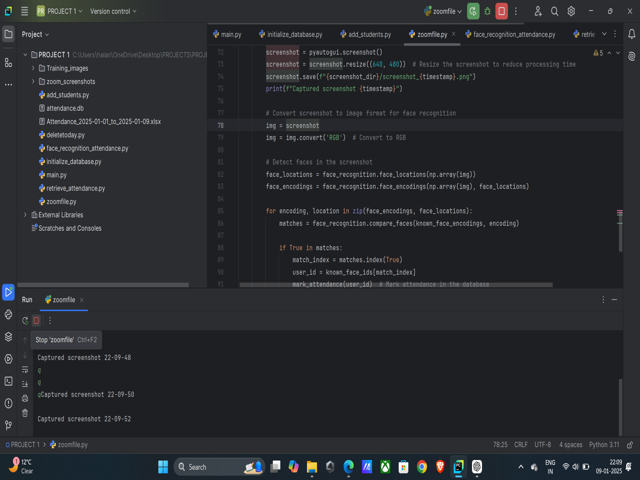 PR PROJECT 1 Version control zoomfile
Project
main.py initialize_database.py add_students.py zoomfile.py face_recognition_attendance.py retrie
PROJECT 1 C:\Users\
Training_images
zoom_screenshots
add_students.py
attendance.db
Attendance_2025-01-01_to_2025-01-09.xlsx
deletetoday.py
face_recognition_attendance.py
initialize_database.py
main.py
retrieve_attendance.py
zoomfile.py
External Libraries
Scratches and Consoles
5
72 screenshot = pyautogui.screenshot()
73 screenshot = screenshot.resize((640, 480)) # Resize the screenshot to reduce processing time
74 screenshot.save(f"{screenshot_dir}/screenshot_{timestamp}.png")
75 print(f"Captured screenshot {timestamp}")
76
77 # Convert screenshot to image format for face recognition
78 img = screenshot
79 img = img.convert('RGB') # Convert to RGB
80
81 # Detect faces in the screenshot
82 face_locations = face_recognition.face_locations(np.array(img))
83 face_encodings = face_recognition.face_encodings(np.array(img), face_locations)
84
85 for encoding, location in zip(face_encodings, face_locations):
86 matches = face_recognition.compare_faces(known_face_encodings, encoding)
87
88 if True in matches:
89 match_index = matches.index(True)
90 user_id = known_face_ids[match_index]
91 mark_attendance(user_id) # Mark attendance in the database
Run zoomfile
Stop 'zoomfile' Ctrl+F2
Captured screenshot 22-09-48
q
q
qCaptured screenshot 22-09-50
Captured screenshot 22-09-52
PROJECT 1 > zoomfile.py 78:25 CRLF UTF-8 4 spaces Python 3.11
1
12°C
Clear
Search
ENG
IN
22:09
09-01-2025